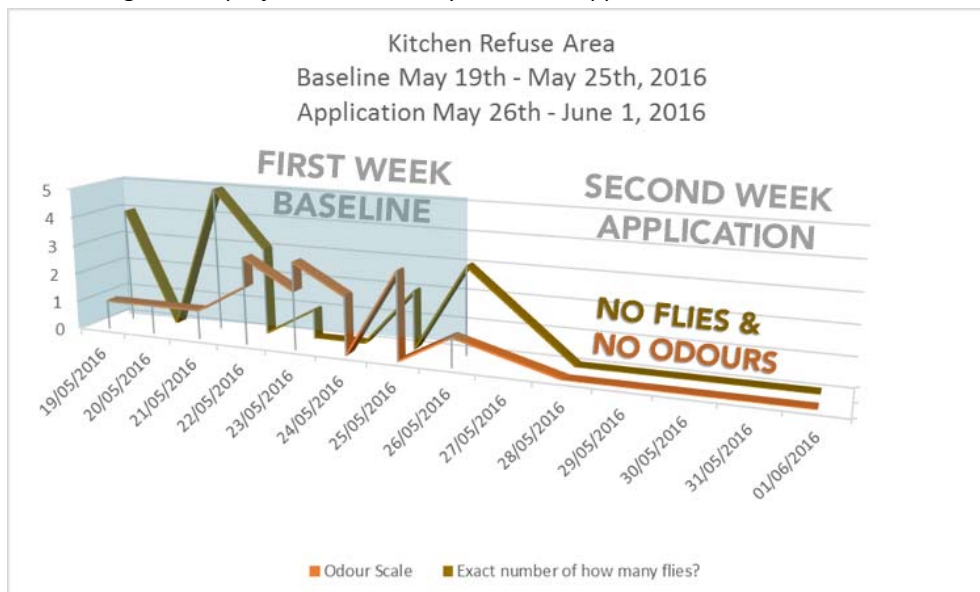 Kitchen Refuse Area
Baseline May 19th - May 25th, 2016
Application May 26th - June 1, 2016
FIRST WEEK
BASELINE
SECOND WEEK
APPLICATION
NO FLIES &
NO ODOURS
5
4
3
2
1
0
19/05/2016
20/05/2016
21/05/2016
22/05/2016
23/05/2016
24/05/2016
25/05/2016
26/05/2016
27/05/2016
28/05/2016
29/05/2016
30/05/2016
31/05/2016
01/06/2016
Odour Scale
Exact number of how many flies?